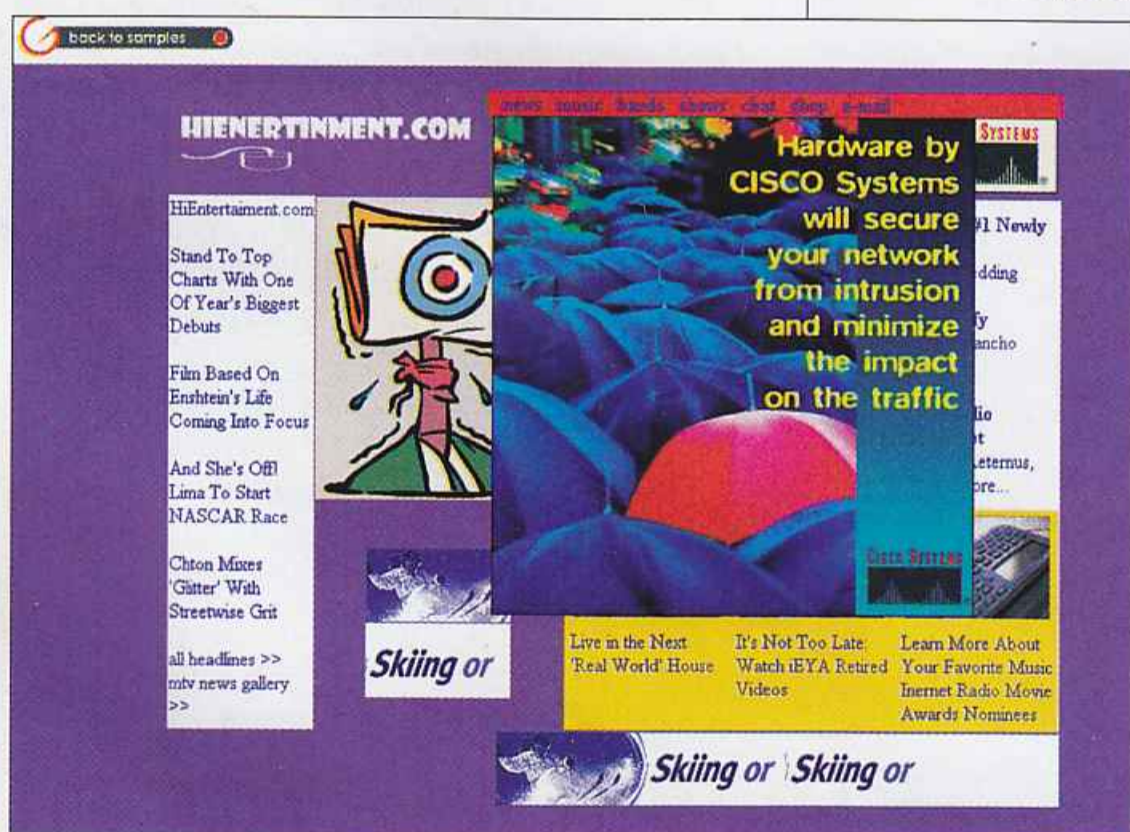 back to samples
HIENERTINMENT.COM
news music bands shows chat shop e-mail
SYSTEMS
Hardware by
CISCO Systems
will secure
your network
from intrusion
and minimize
the impact
on the traffic
CISCO SYSTEMS
HiEntertaiment.com
Stand To Top
Charts With One
Of Year's Biggest
Debuts
Film Based On
Enshtein's Life
Coming Into Focus
And She's Off!
Lima To Start
NASCAR Race
Chton Mixes
'Glitter' With
Streetwise Grit
all headlines >>
mtv news gallery
>>
#1 Newly
dding
fy
ancho
lio
t
eternus,
ore...
Skiing or
Live in the Next
'Real World' House
It's Not Too Late:
Watch iEYA Retired
Videos
Learn More About
Your Favorite Music
Inernet Radio Movie
Awards Nominees
Skiing or Skiing or